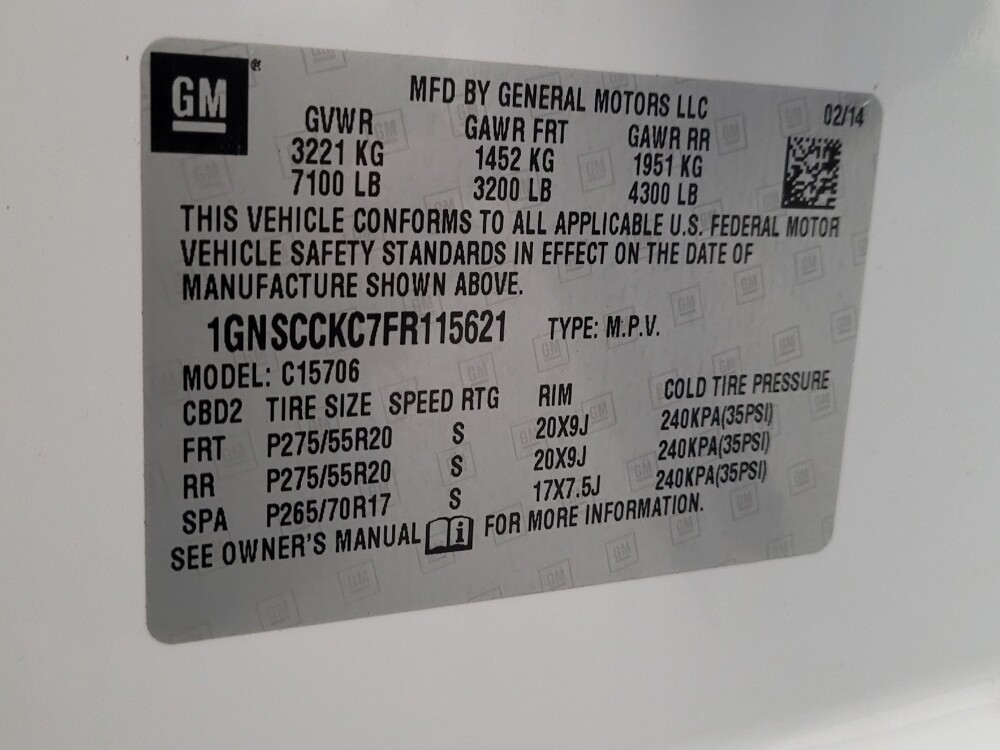 GM®
MFD BY GENERAL MOTORS LLC 02/14
GVWR GAWR FRT GAWR RR
3221 KG 1452 KG 1951 KG
7100 LB 3200 LB 4300 LB
THIS VEHICLE CONFORMS TO ALL APPLICABLE U.S. FEDERAL MOTOR
VEHICLE SAFETY STANDARDS IN EFFECT ON THE DATE OF
MANUFACTURE SHOWN ABOVE.
1GNSCCKC7FR115621 TYPE: M.P.V.
MODEL: C15706
CBD2 TIRE SIZE SPEED RTG RIM COLD TIRE PRESSURE
FRT P275/55R20 S 20X9J 240KPA(35PSI)
RR P275/55R20 S 20X9J 240KPA(35PSI)
SPA P265/70R17 S 17X7.5J 240KPA(35PSI)
SEE OWNER'S MANUAL i FOR MORE INFORMATION.